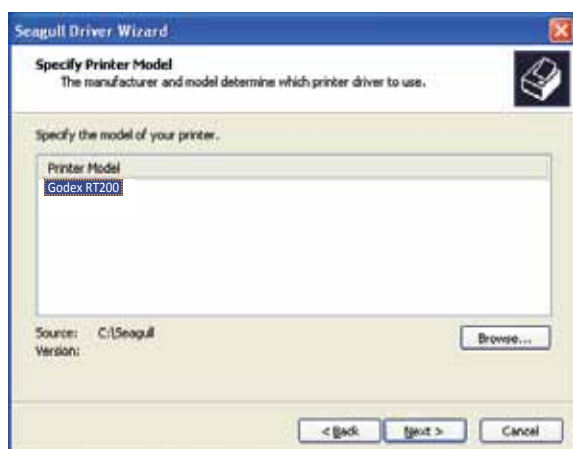 Seagull Driver Wizard
Specify Printer Model
The manufacturer and model determine which printer driver to use.
Specify the model of your printer.
Printer Model
Godex RT200
Source: C:\Seagull
Browse...
Version:
< Back
Next >
Cancel